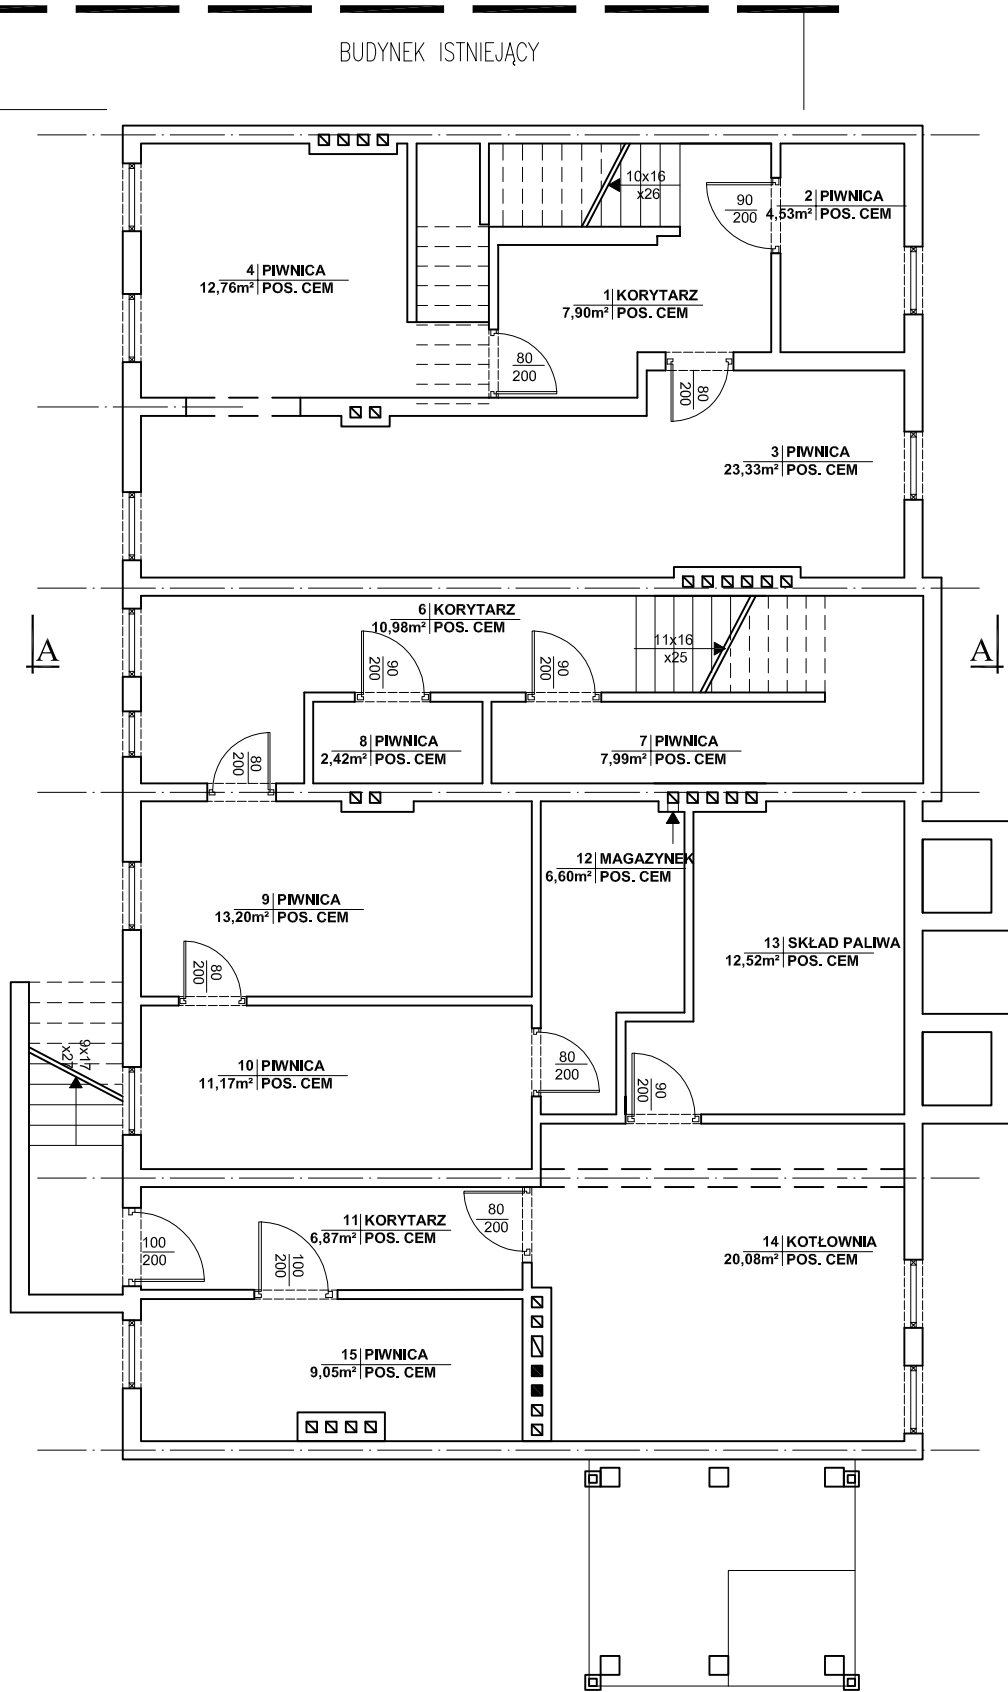 BUDYNEK ISTNIEJĄCY
10x16
x26
90
200
2 PIWNICA
4,53m² POS. CEM
4 PIWNICA
12,76m² POS. CEM
1 KORYTARZ
7,90m² POS. CEM
80
200
80
200
3 PIWNICA
23,33m² POS. CEM
6 KORYTARZ
10,98m² POS. CEM
11x16
x25
A
A
90
200
90
200
8 PIWNICA
2,42m² POS. CEM
7 PIWNICA
7,99m² POS. CEM
80
200
12 MAGAZYNEK
6,60m² POS. CEM
9 PIWNICA
13,20m² POS. CEM
13 SKŁAD PALIWA
12,52m² POS. CEM
80
200
9x17
x27
10 PIWNICA
11,17m² POS. CEM
80
200
90
200
11 KORYTARZ
6,87m² POS. CEM
80
200
100
200
100
200
14 KOTŁOWNIA
20,08m² POS. CEM
15 PIWNICA
9,05m² POS. CEM